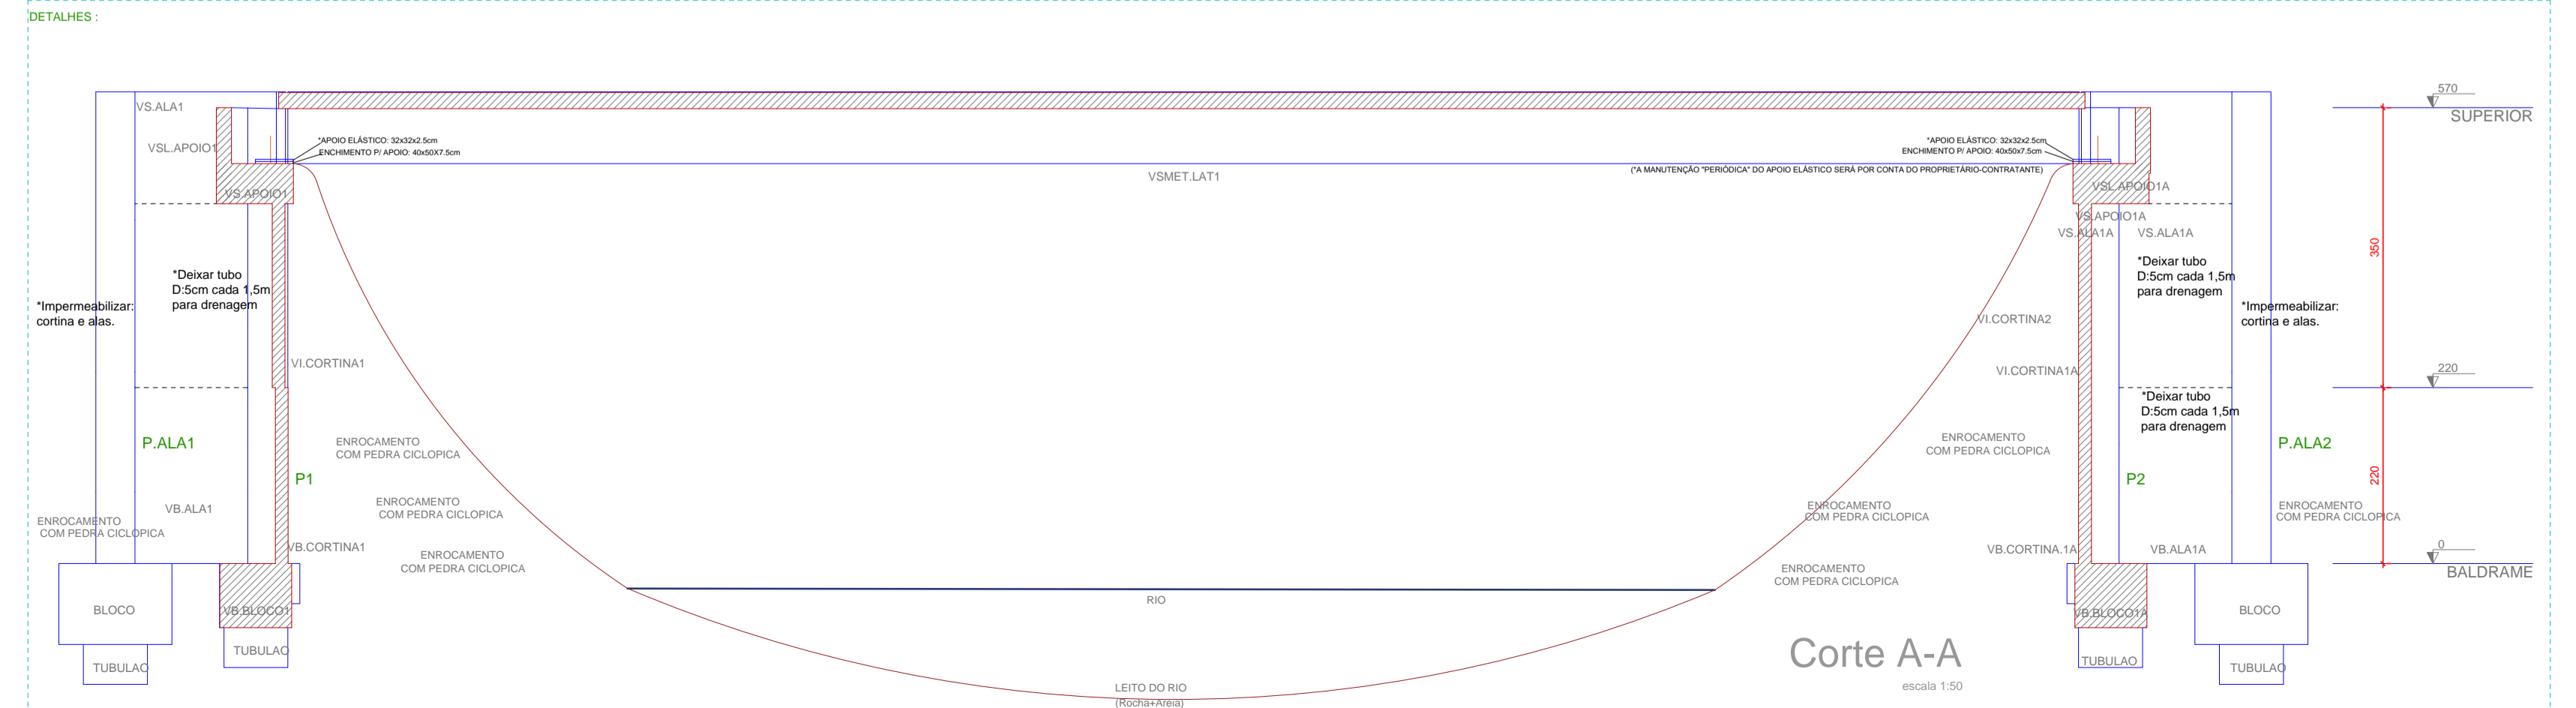 DETALHES :
VS.ALA1
VSL.APOIO1
*APOIO ELÁSTICO: 32x32x2.5cm
ENCHIMENTO P/ APOIO: 40x50X7.5cm
VS.APOIO1
VSMET.LAT1
*APOIO ELÁSTICO: 32x32x2.5cm
ENCHIMENTO P/ APOIO: 40x50x7.5cm
(*A MANUTENÇÃO "PERIÓDICA" DO APOIO ELÁSTICO SERÁ POR CONTA DO PROPRIETÁRIO-CONTRATANTE)
VSL.APOIO1A
VS.APOIO1A
VS.ALA1A
VS.ALA1A
570
SUPERIOR
350
*Deixar tubo
D:5cm cada 1,5m
para drenagem
*Impermeabilizar:
cortina e alas.
*Deixar tubo
D:5cm cada 1,5m
para drenagem
*Impermeabilizar:
cortina e alas.
VI.CORTINA2
VI.CORTINA1
VI.CORTINA1A
220
*Deixar tubo
D:5cm cada 1,5m
para drenagem
P.ALA1
P1
ENROCAMENTO
COM PEDRA CICLOPICA
ENROCAMENTO
COM PEDRA CICLOPICA
P2
P.ALA2
220
VB.ALA1
ENROCAMENTO
COM PEDRA CICLOPICA
ENROCAMENTO
COM PEDRA CICLOPICA
ENROCAMENTO
COM PEDRA CICLOPICA
ENROCAMENTO
COM PEDRA CICLOPICA
VB.CORTINA1
ENROCAMENTO
COM PEDRA CICLOPICA
VB.CORTINA.1A
VB.ALA1A
0
BALDRAME
ENROCAMENTO
COM PEDRA CICLOPICA
BLOCO
VB.BLOCO1
RIO
VB.BLOCO1A
BLOCO
TUBULAO
TUBULAO
TUBULAO
TUBULAO
Corte A-A
escala 1:50
LEITO DO RIO
(Rocha+Areia)